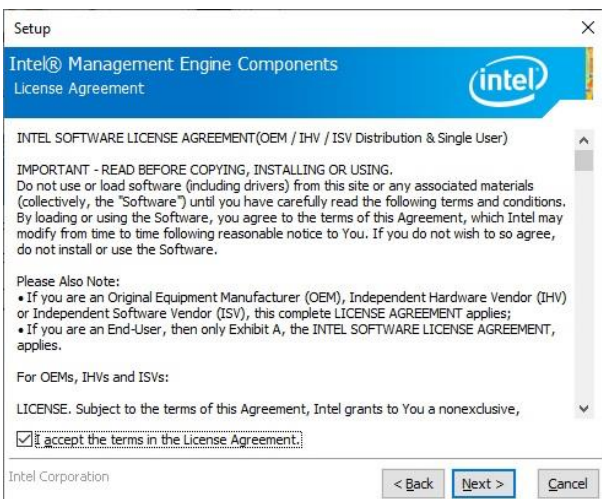 Setup
Intel® Management Engine Components
License Agreement
intel
INTEL SOFTWARE LICENSE AGREEMENT(OEM / IHV / ISV Distribution & Single User)
IMPORTANT - READ BEFORE COPYING, INSTALLING OR USING.
Do not use or load software (including drivers) from this site or any associated materials
(collectively, the "Software") until you have carefully read the following terms and conditions.
By loading or using the Software, you agree to the terms of this Agreement, which Intel may
modify from time to time following reasonable notice to You. If you do not wish to so agree,
do not install or use the Software.
Please Also Note:
• If you are an Original Equipment Manufacturer (OEM), Independent Hardware Vendor (IHV)
or Independent Software Vendor (ISV), this complete LICENSE AGREEMENT applies;
• If you are an End-User, then only Exhibit A, the INTEL SOFTWARE LICENSE AGREEMENT,
applies.
For OEMs, IHVs and ISVs:
LICENSE. Subject to the terms of this Agreement, Intel grants to You a nonexclusive,
I accept the terms in the License Agreement.
Intel Corporation
< Back Next > Cancel